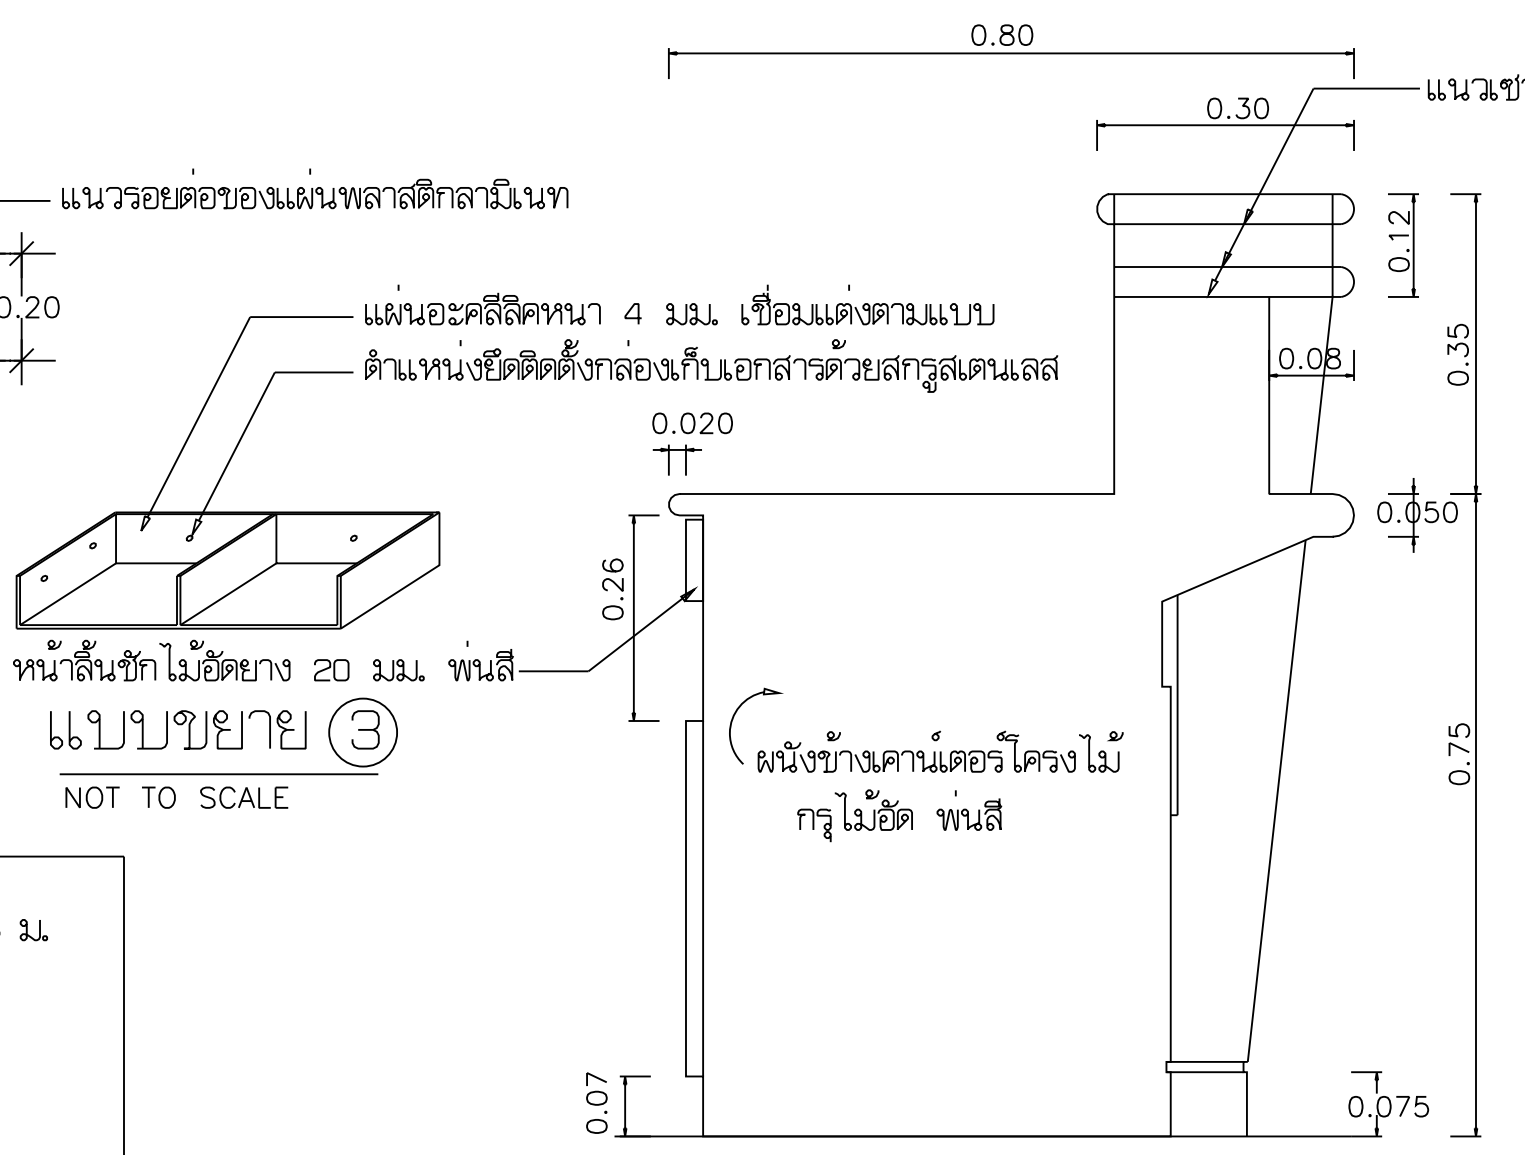 0.80
แนวเซ
0.30
แนวรอยต่อของแผ่นพลาสติกลามิเนท
0.12
0.20
แผ่นอะคลีลิคหนา 4 มม. เชื่อมแต่งตามแบบ
0.35
0.08
ตำแหน่งยึดติดตั้งกล่องเก็บเอกสารด้วยสกรูสเตนเลส
0.020
0.050
0.26
หน้าลิ้นชักไม้อัดยาง 20 มม. พ่นสี
แบบขยาย 3
NOT TO SCALE
0.75
ผนังข้างเคาน์เตอร์โครงไม้
กรุไม้อัด พ่นสี
ม.
0.07
0.075